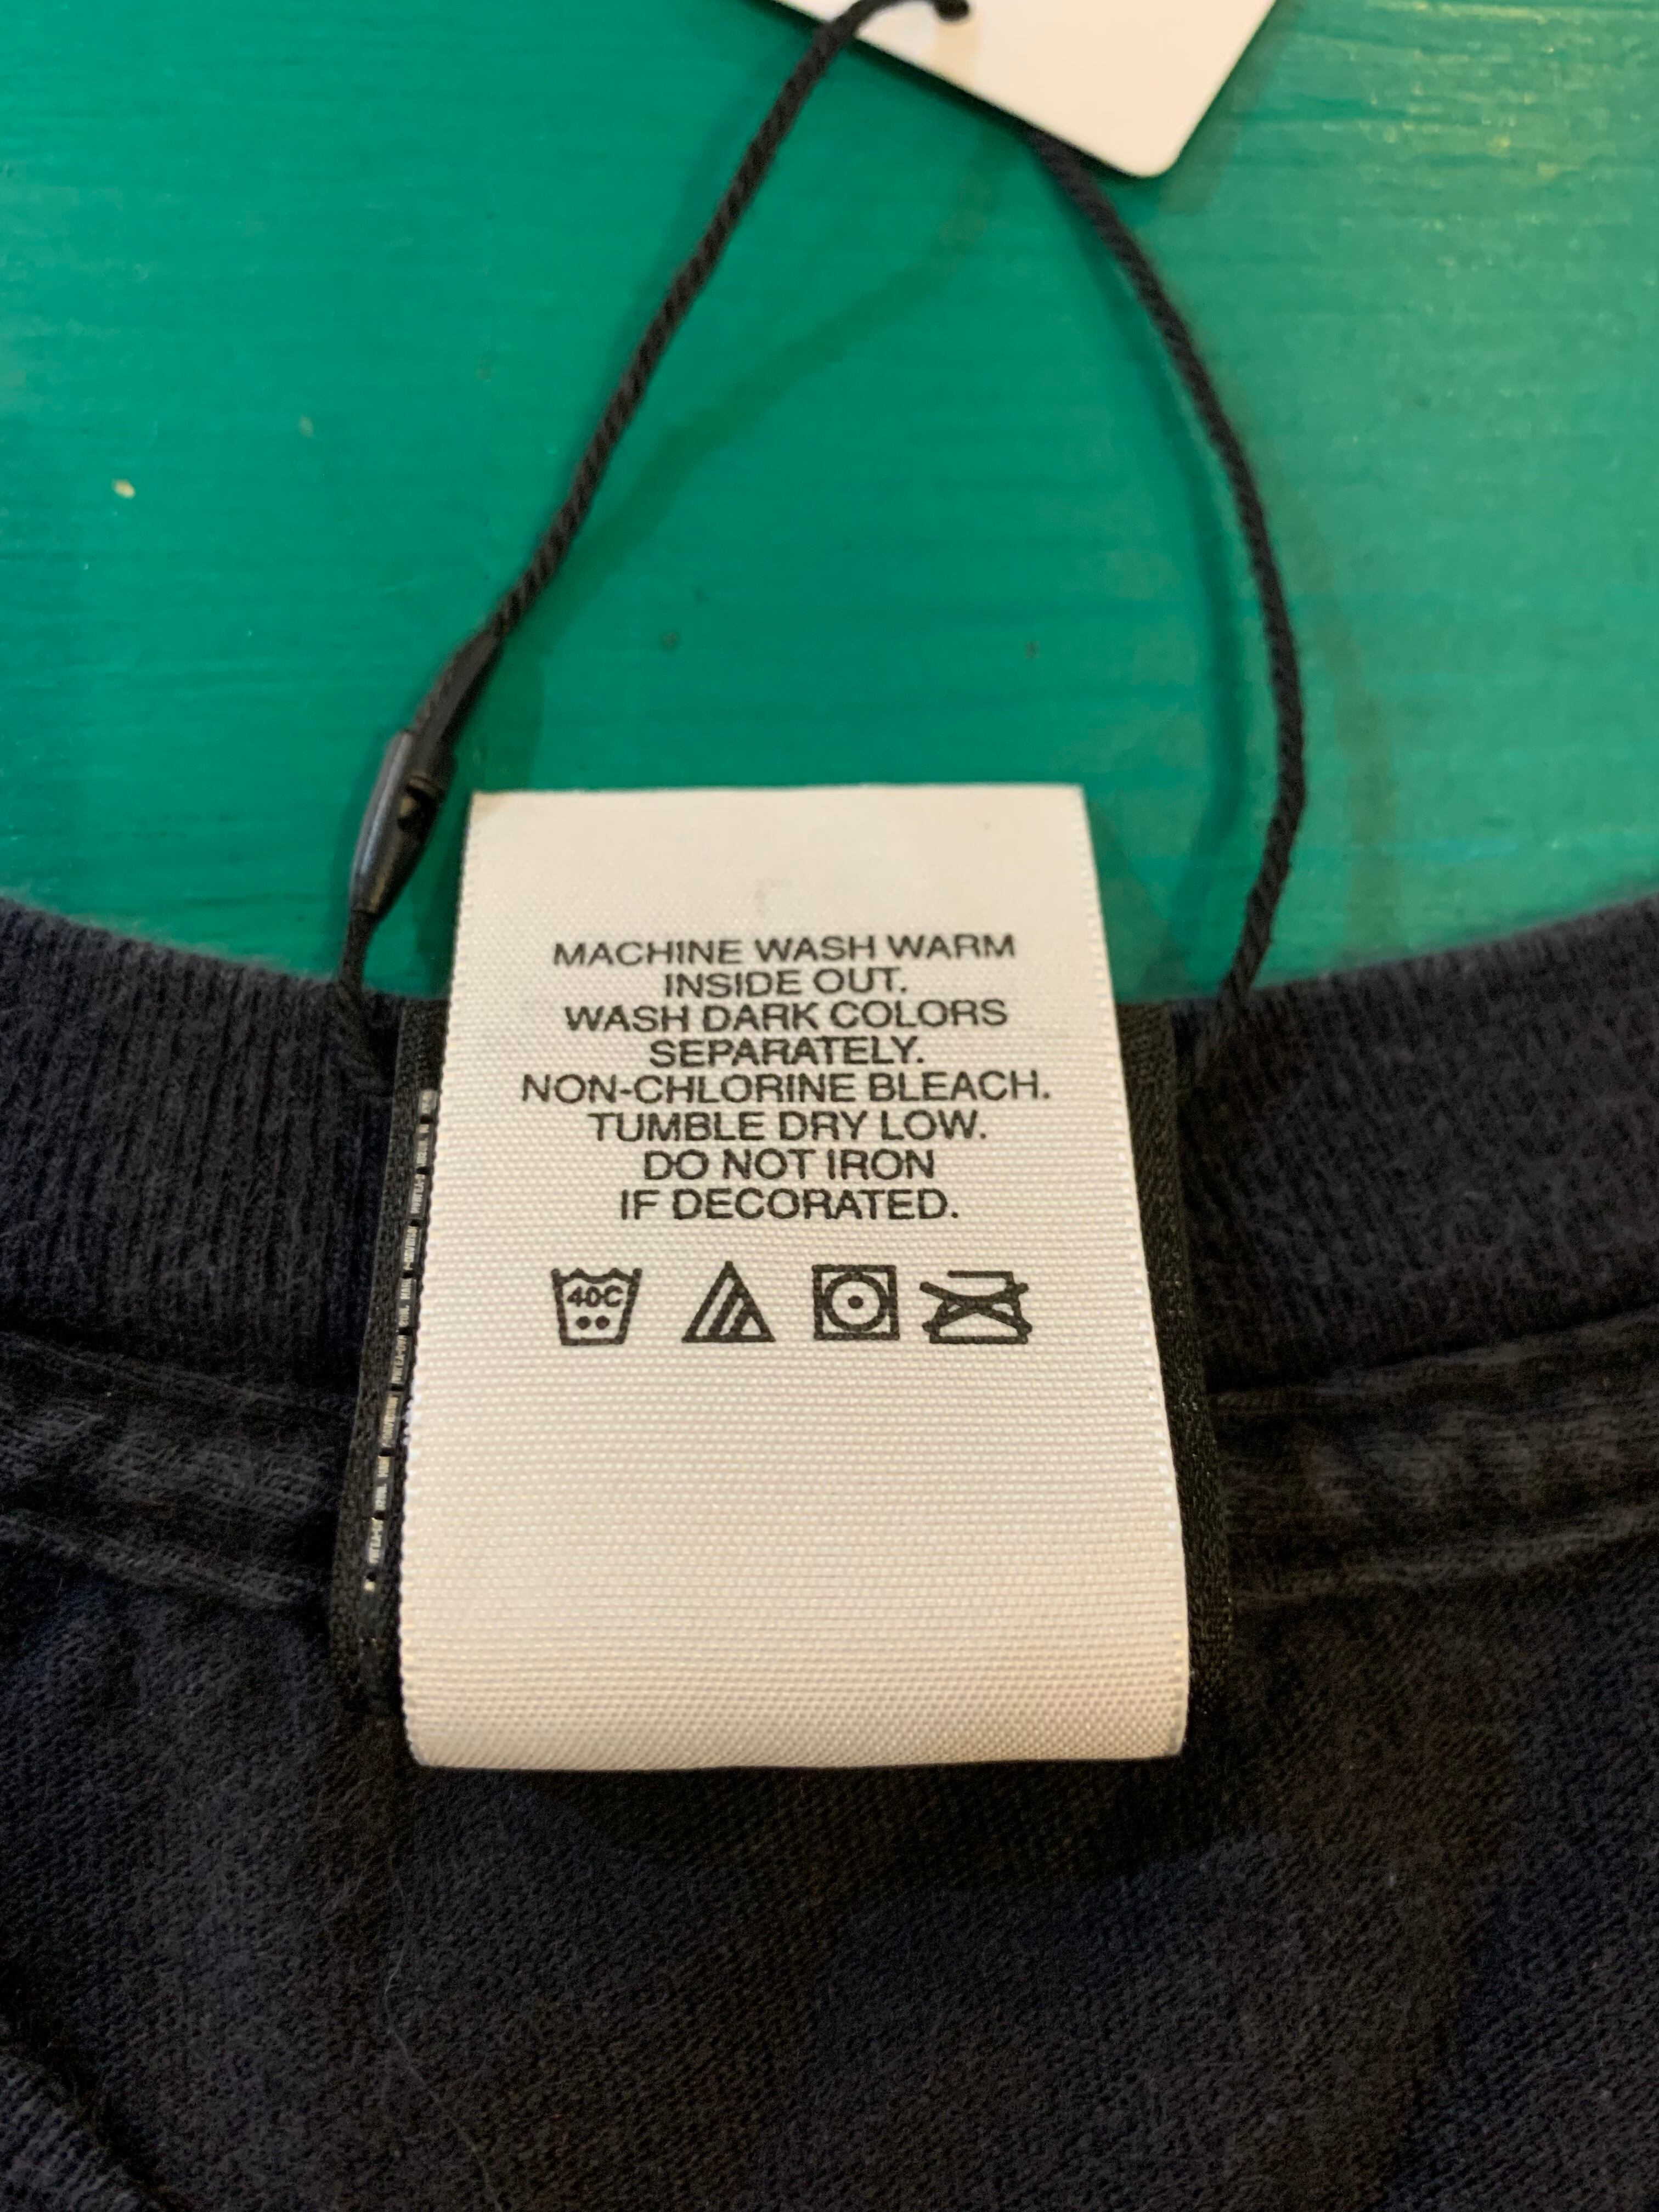 MACHINE WASH WARM
INSIDE OUT.
WASH DARK COLORS
SEPARATELY.
NON-CHLORINE BLEACH.
TUMBLE DRY LOW.
DO NOT IRON
IF DECORATED.
40C